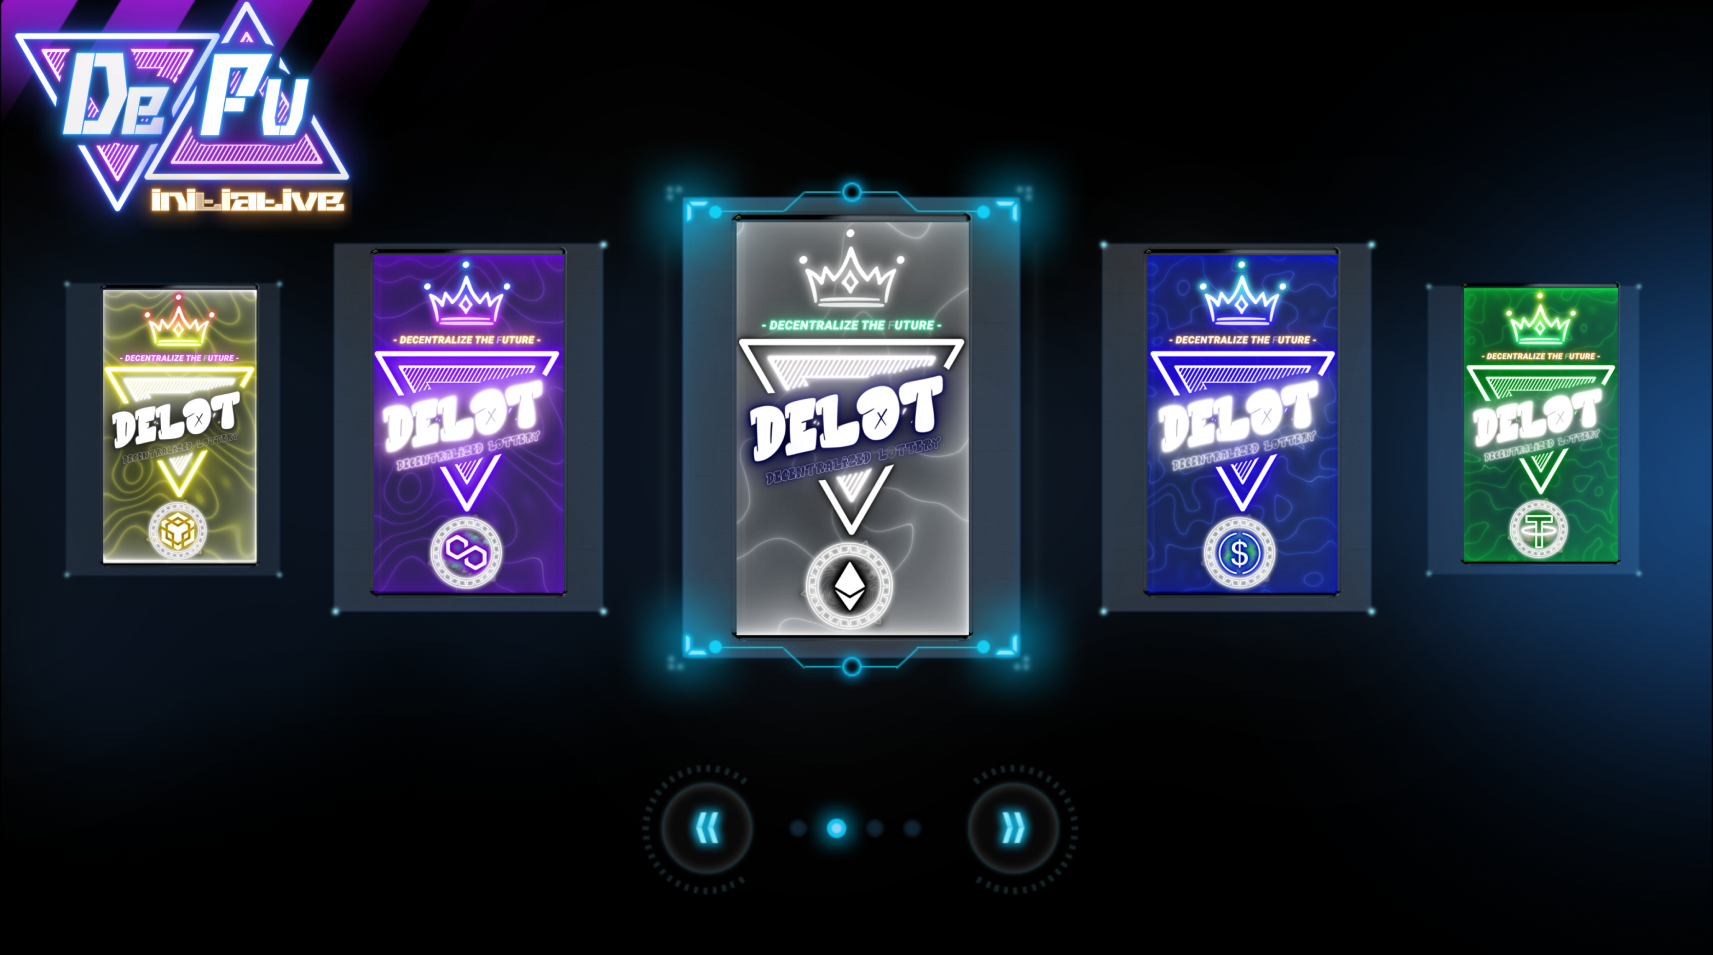 DeFu
initiative
- DECENTRALIZE THE FUTURE -
DELOT
X
DECENTRALIZED LOTTERY
- DECENTRALIZE THE FUTURE -
DELOT
X
DECENTRALIZED LOTTERY
- DECENTRALIZE THE FUTURE -
DELOT
X
DECENTRALIZED LOTTERY
- DECENTRALIZE THE FUTURE -
DELOT
X
DECENTRALIZED LOTTERY
$
- DECENTRALIZE THE FUTURE -
DELOT
X
DECENTRALIZED LOTTERY